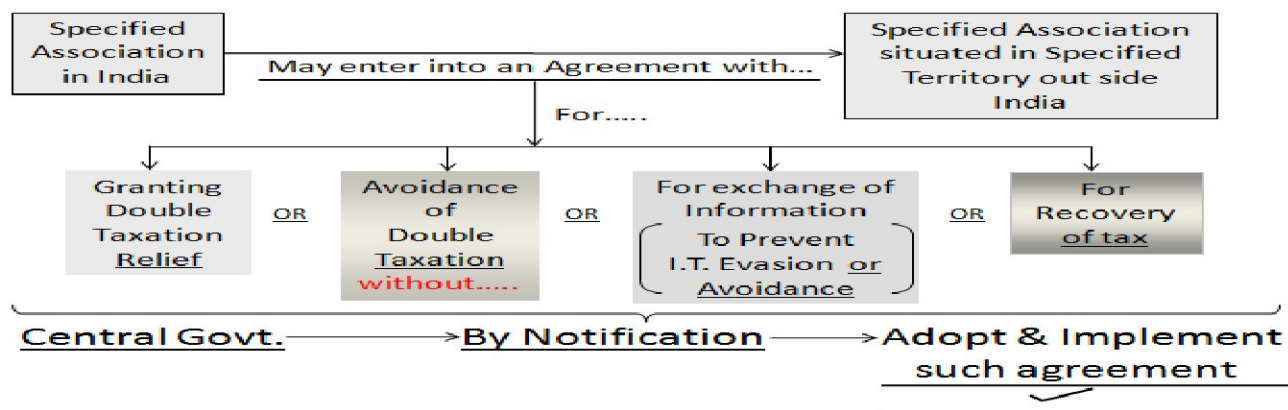 Specified
Association
in India
May enter into an Agreement with...
Specified Association
situated in Specified
Territory out side
India
For.....
Granting
Double
Taxation
Relief
OR
Avoidance
of
Double
Taxation
without.....
OR
For exchange of
Information
To Prevent
I.T. Evasion or
Avoidance
OR
For
Recovery
of tax
Central Govt.
By Notification
Adopt & Implement
such agreement